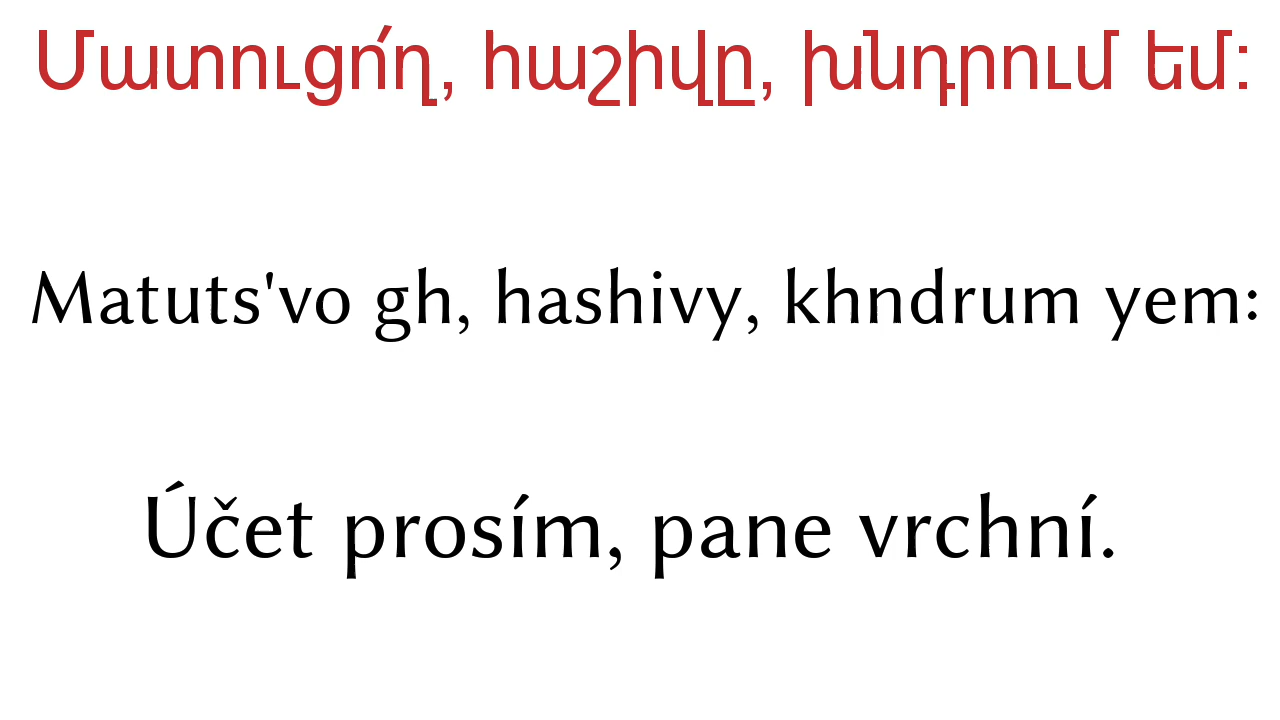 Մատուցո՛ղ, հաշիվը, խնդրում եմ:
Matuts'vo gh, hashivy, khndrum yem:
Účet prosím, pane vrchní.